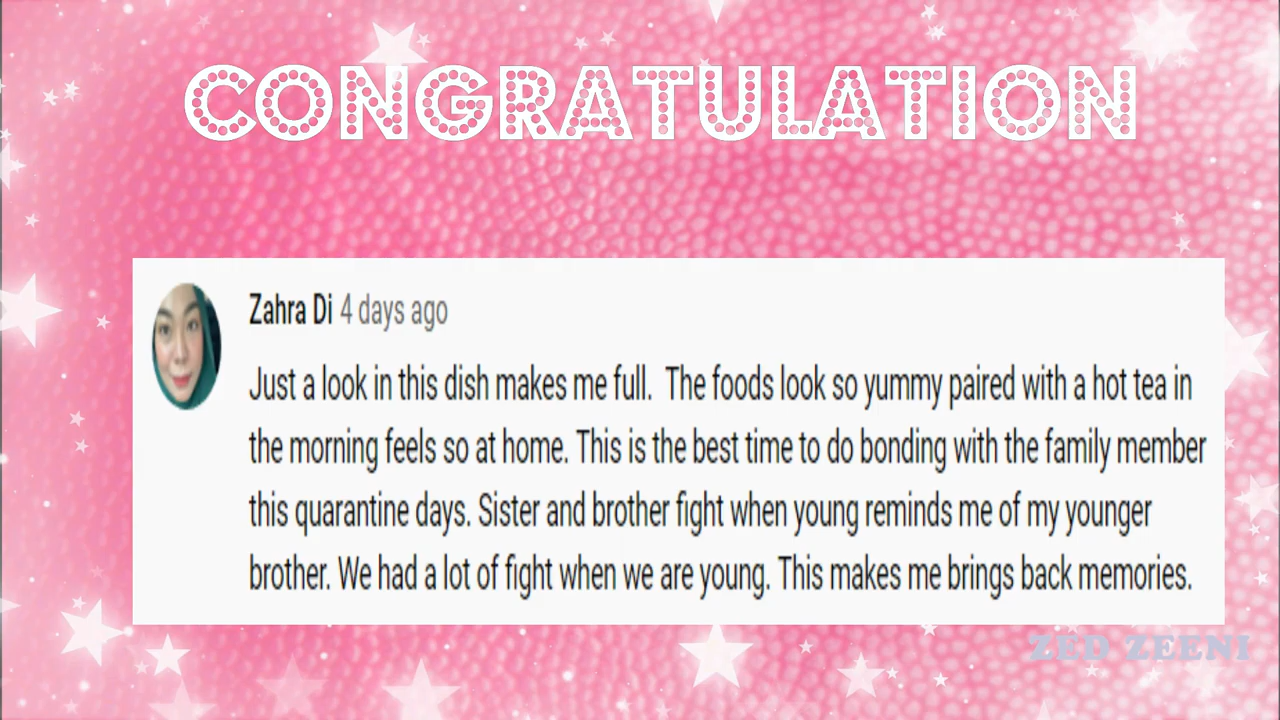 CONGRATULATION
Zahra Di 4 days ago
Just a look in this dish makes me full.  The foods look so yummy paired with a hot tea in
the morning feels so at home. This is the best time to do bonding with the family member
this quarantine days. Sister and brother fight when young reminds me of my younger
brother. We had a lot of fight when we are young. This makes me brings back memories.
ZED ZEENI